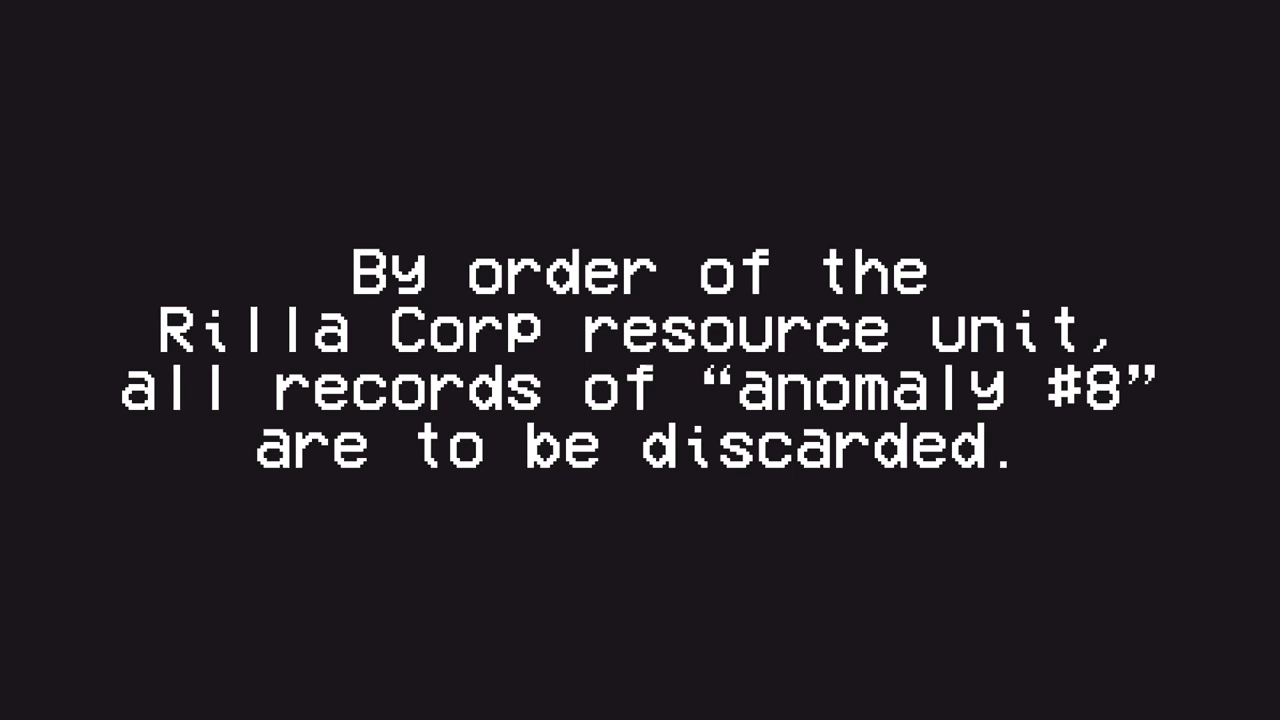 By order of the
Rilla Corp resource unit,
all records of “anomaly #8”
are to be discarded.